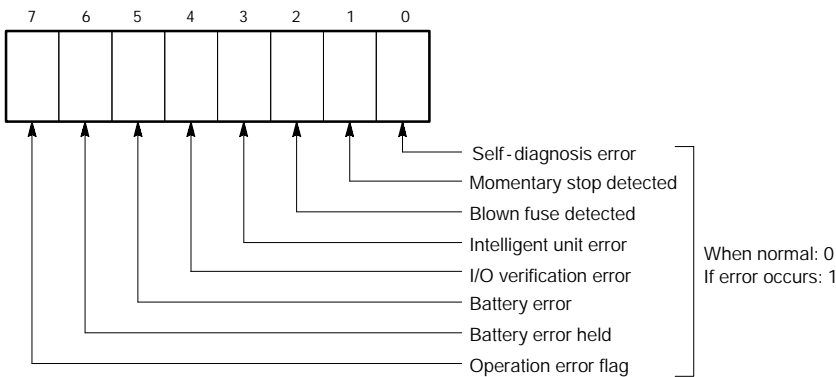 7 6 5 4 3 2 1 0
Self-diagnosis error
Momentary stop detected
Blown fuse detected
Intelligent unit error
I/O verification error
Battery error
Battery error held
Operation error flag
When normal: 0
If error occurs: 1